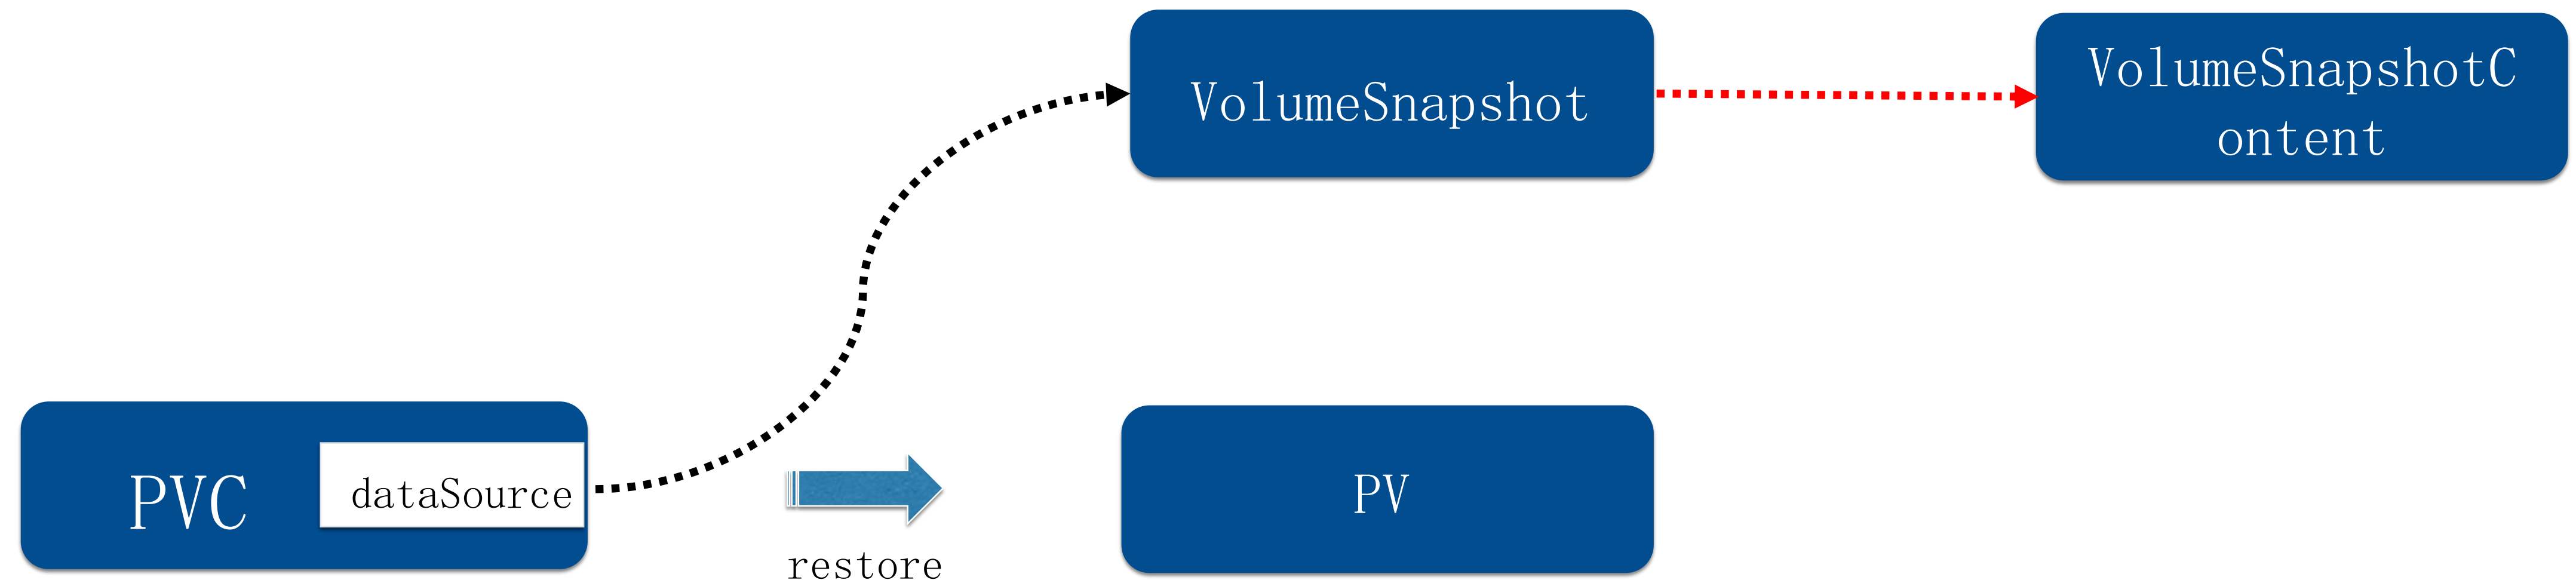 VolumeSnapshot
VolumeSnapshotC
ontent
PVC
dataSource
restore
PV